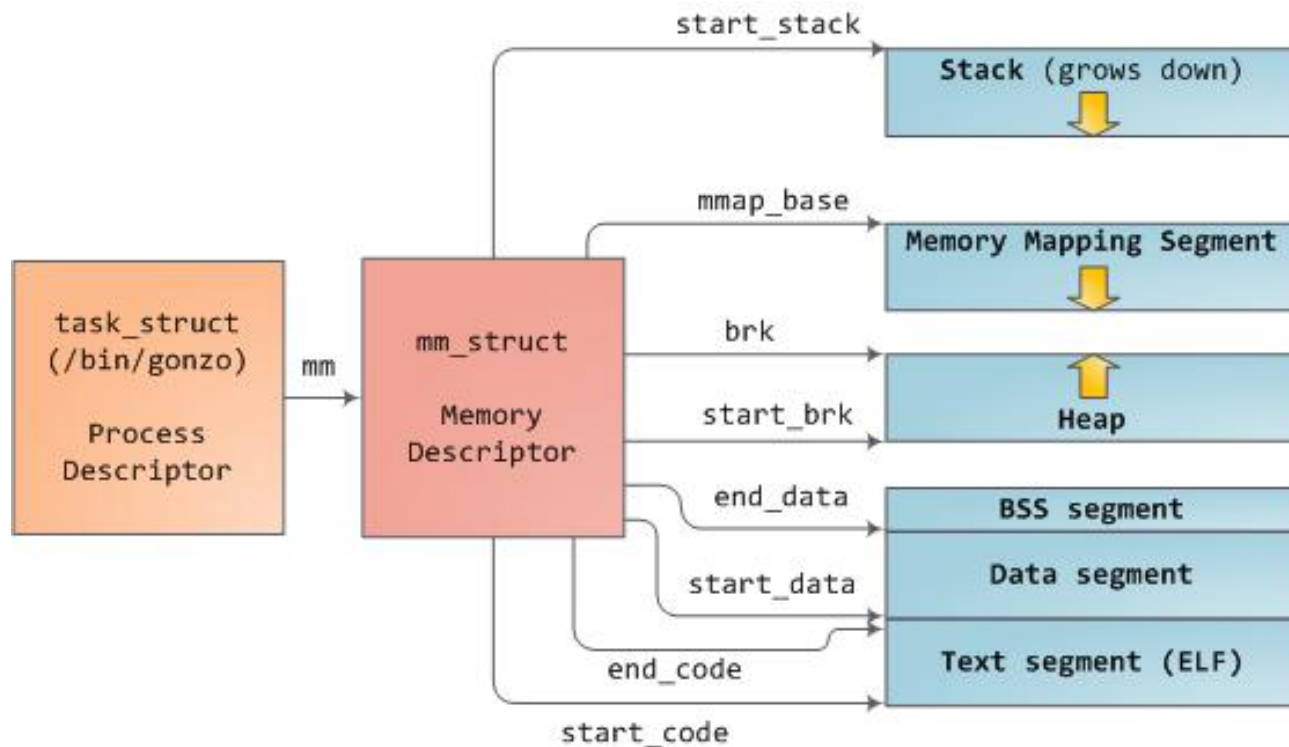 start_stack
Stack (grows down)
mmap_base
Memory Mapping Segment
task_struct
(/bin/gonzo)
Process
Descriptor
mm
mm_struct
Memory
Descriptor
brk
start_brk
Heap
end_data
BSS segment
Data segment
start_data
end_code
Text segment (ELF)
start_code